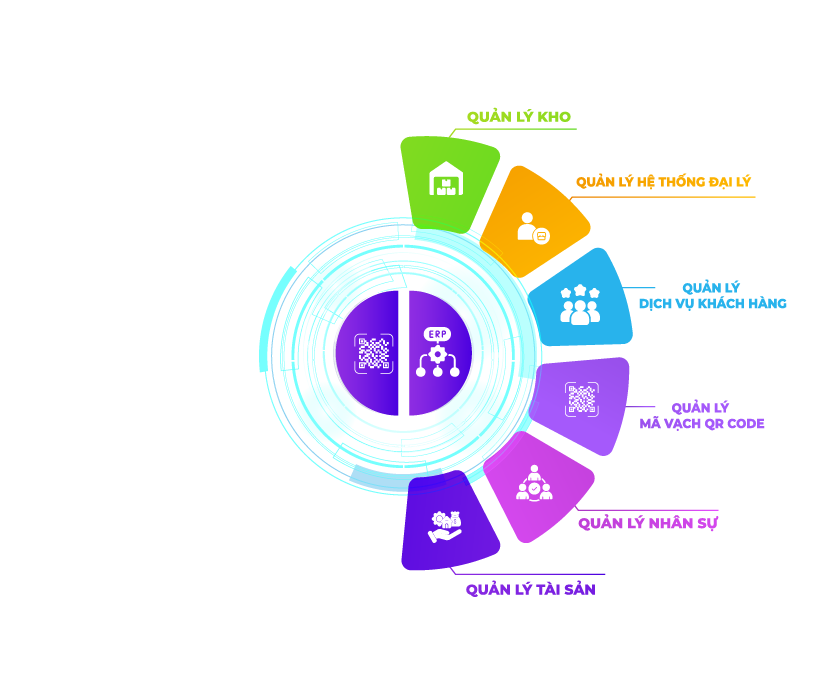 QUẢN LÝ KHO
QUẢN LÝ HỆ THỐNG ĐẠI LÝ
QUẢN LÝ
DỊCH VỤ KHÁCH HÀNG
ERP
QUẢN LÝ
MÃ VẠCH QR CODE
QUẢN LÝ NHÂN SỰ
QUẢN LÝ TÀI SẢN